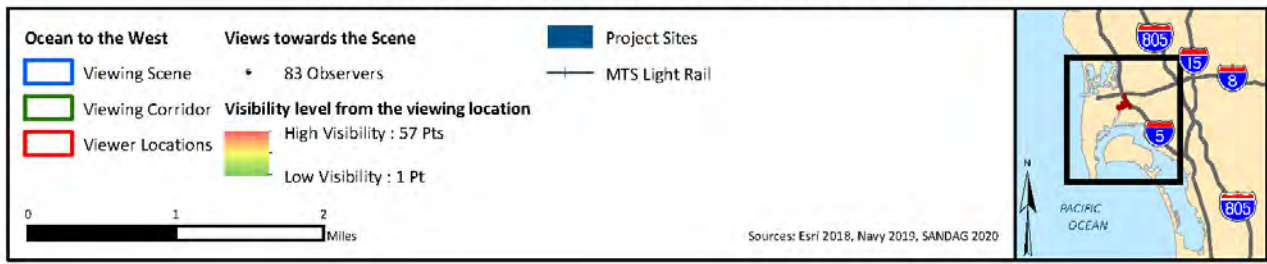 Ocean to the West
Viewing Scene
Viewing Corridor
Viewer Locations
Views towards the Scene
83 Observers
Visibility level from the viewing location
High Visibility : 57 Pts
Low Visibility : 1 Pt
Project Sites
MTS Light Rail
0 1 2
Miles
Sources: Esri 2018, Navy 2019, SANDAG 2020
805
15
8
5
N
PACIFIC
OCEAN
805